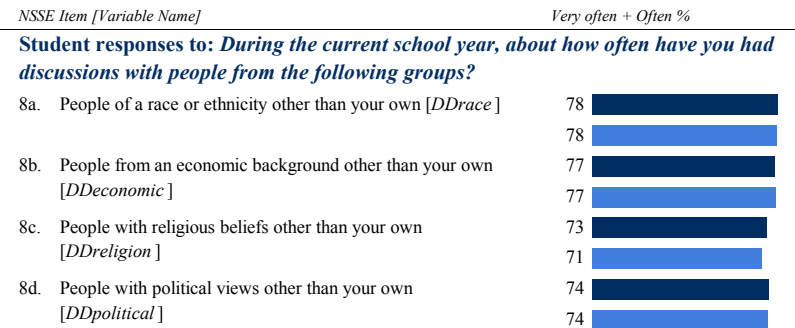 NSSE Item [Variable Name] Very often + Often %
Student responses to: During the current school year, about how often have you had
discussions with people from the following groups?
8a. People of a race or ethnicity other than your own [DDrace ] 78
78
8b. People from an economic background other than your own 77
[DDeconomic ] 77
8c. People with religious beliefs other than your own 73
[DDreligion ] 71
8d. People with political views other than your own 74
[DDpolitical ] 74